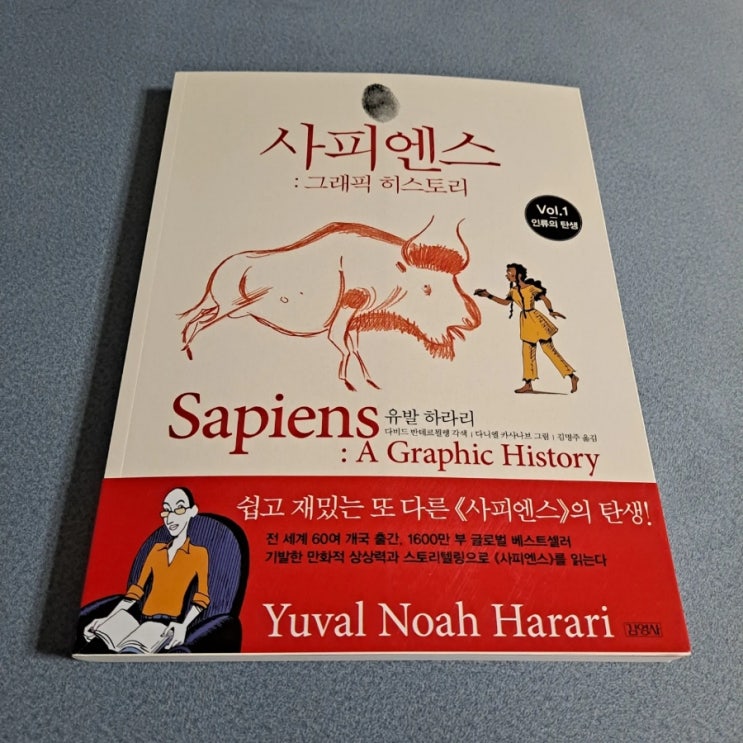 사피엔스
: 그래픽 히스토리
Vol.1
인류의 탄생
Sapiens
유발 하라리
다비드 반데르묄렝 각색 | 다니엘 카사나브 그림 | 김명주 옮김
: A Graphic History
쉽고 재밌는 또 다른 《사피엔스》의 탄생!
전 세계 60여 개국 출간, 1600만 부 글로벌 베스트셀러
기발한 만화적 상상력과 스토리텔링으로 《사피엔스》를 읽는다
Yuval Noah Harari
김영사